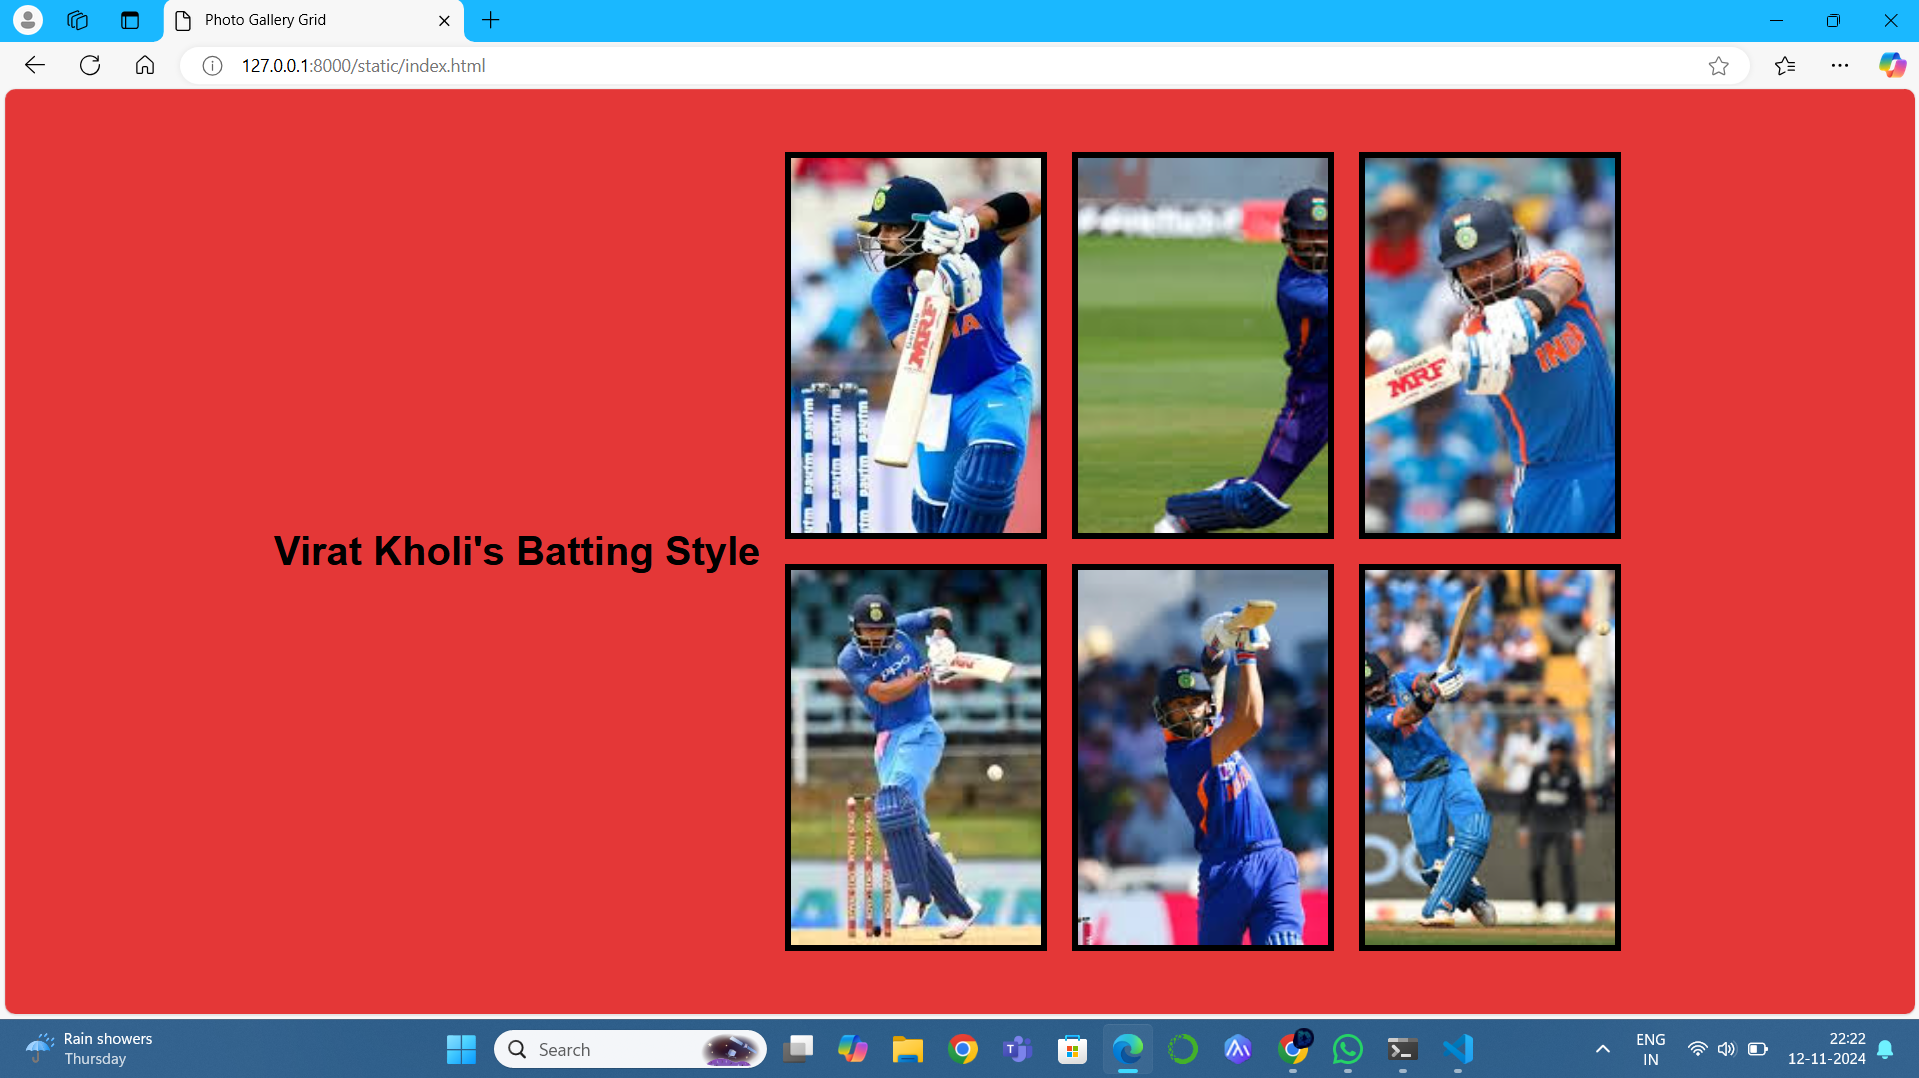 Photo Gallery Grid
127.0.0.1:8000/static/index.html
MRF
IA
INDI
MRF
paytm
paytm
paytm
Virat Kholi's Batting Style
oppo
Rain showers
Thursday
Search
ENG
IN
22:22
12-11-2024